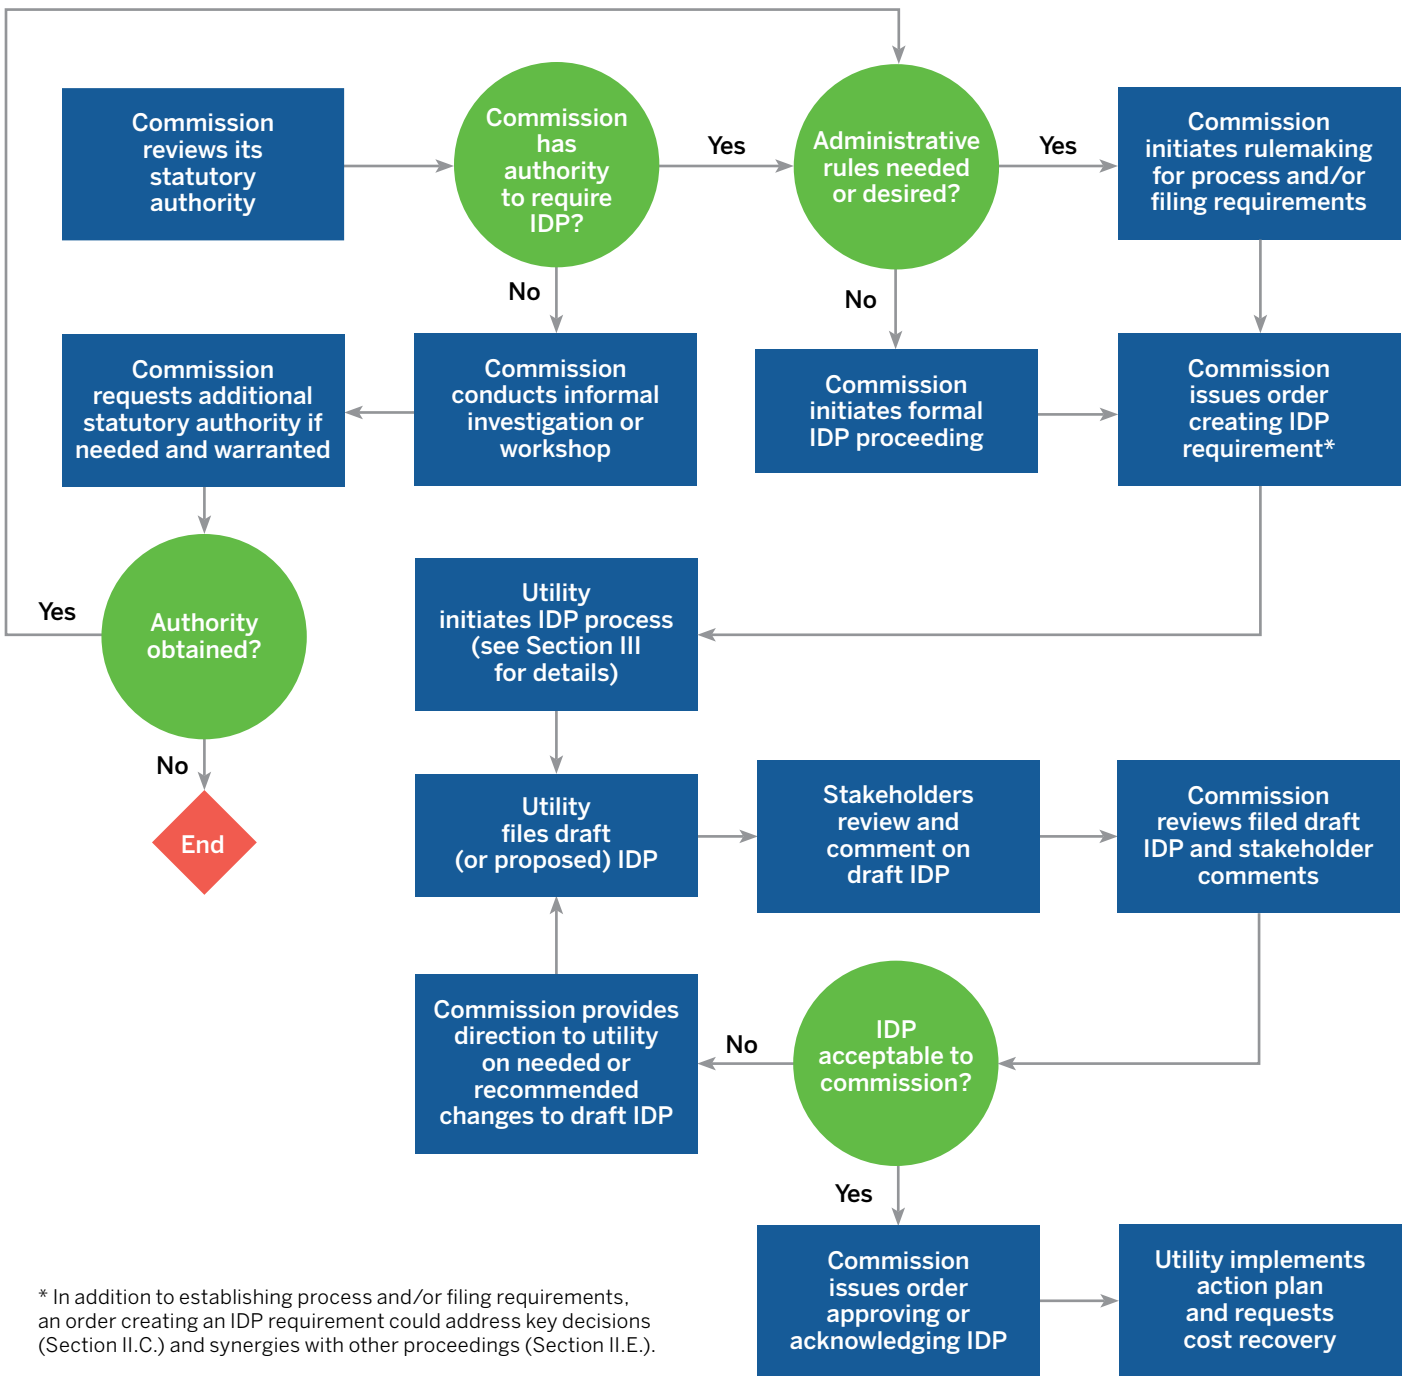 Commission
reviews its
statutory
authority
Commission
has
authority
to require
IDP?
Yes
Administrative
rules needed
or desired?
Yes
Commission
initiates rulemaking
for process and/or
filing requirements
No
No
Commission
requests additional
statutory authority if
needed and warranted
Commission
conducts informal
investigation or
workshop
Commission
initiates formal
IDP proceeding
Commission
issues order
creating IDP
requirement*
Yes
Authority
obtained?
No
End
Utility
initiates IDP process
(see Section III
for details)
Utility
files draft
(or proposed) IDP
Stakeholders
review and
comment on
draft IDP
Commission
reviews filed draft
IDP and stakeholder
comments
Commission provides
direction to utility
on needed or
recommended
changes to draft IDP
No
IDP
acceptable to
commission?
Yes
Commission
issues order
approving or
acknowledging IDP
Utility implements
action plan
and requests
cost recovery
* In addition to establishing process and/or filing requirements,
an order creating an IDP requirement could address key decisions
(Section II.C.) and synergies with other proceedings (Section II.E.).